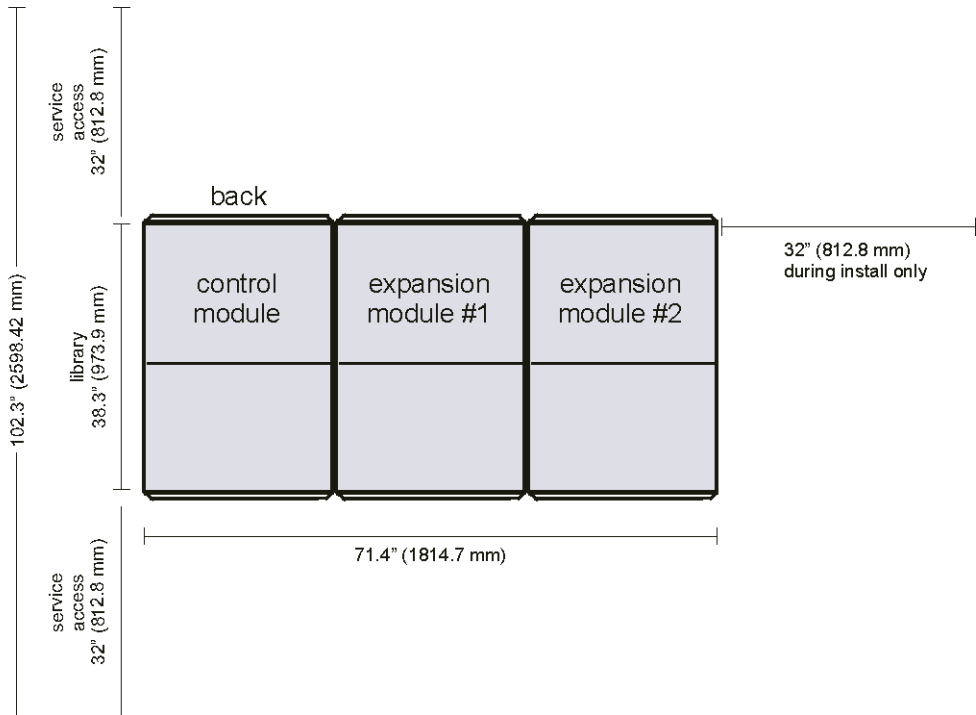 service
access
32" (812.8 mm)
back
102.3" (2598.42 mm)
library
38.3" (973.9 mm)
control
module
expansion
module #1
expansion
module #2
32" (812.8 mm)
during install only
71.4" (1814.7 mm)
service
access
32" (812.8 mm)